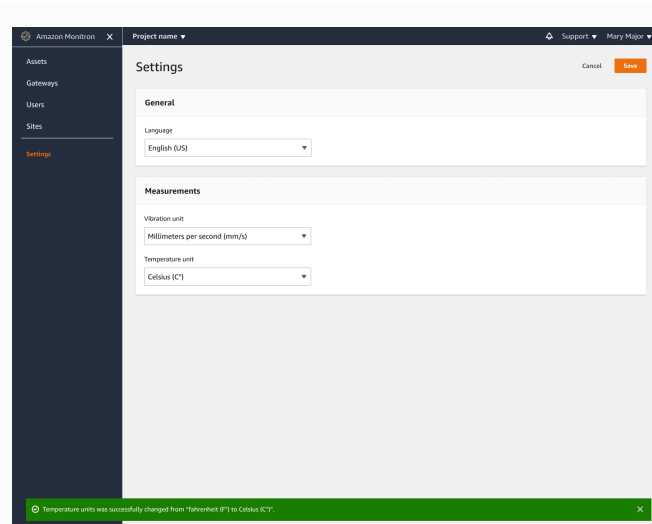 Amazon Monitron
Project name
Support
Mary Major
Assets
Gateways
Users
Sites
Settings
Settings
Cancel
Save
General
Language
English (US)
Measurements
Vibration unit
Millimeters per second (mm/s)
Temperature unit
Celsius (C°)
Temperature units was successfully changed from "fahrenheit (F°) to Celsius (C°)".